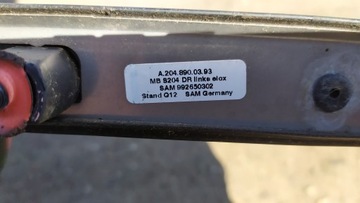 A.204.890.03.93
MB S204 DR links elox
SAM 992650302
Stand Q12 SAM Germany